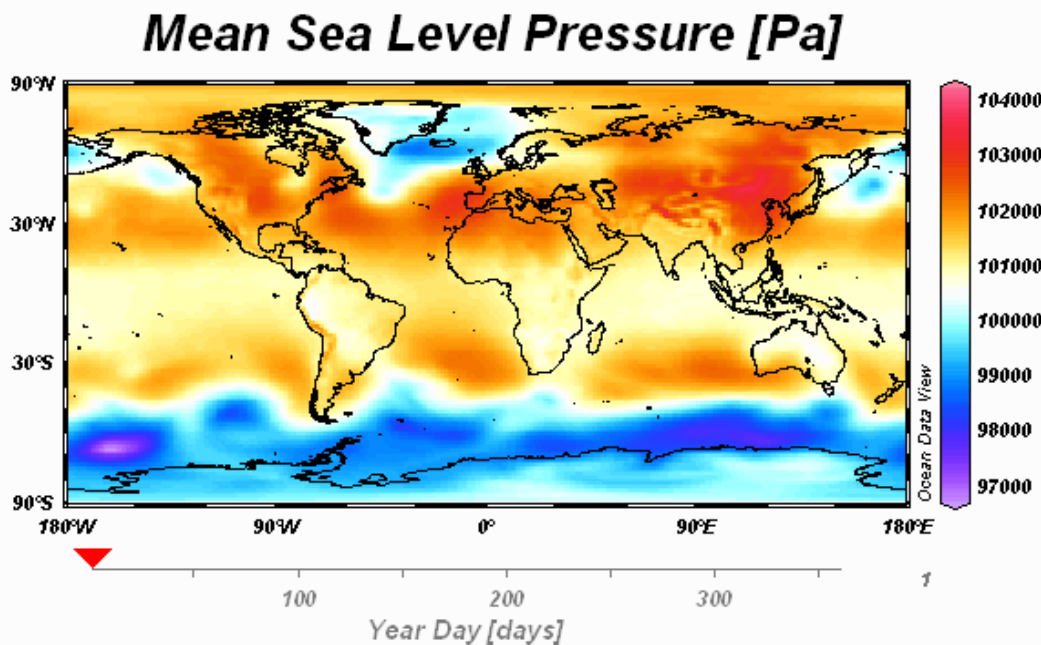 Mean Sea Level Pressure [Pa]
90°N
30°N
30°S
90°S
180°W 90°W 0° 90°E 180°E
104000
103000
102000
101000
100000
99000
98000
97000
Ocean Data View
1
100 200 300
Year Day [days]